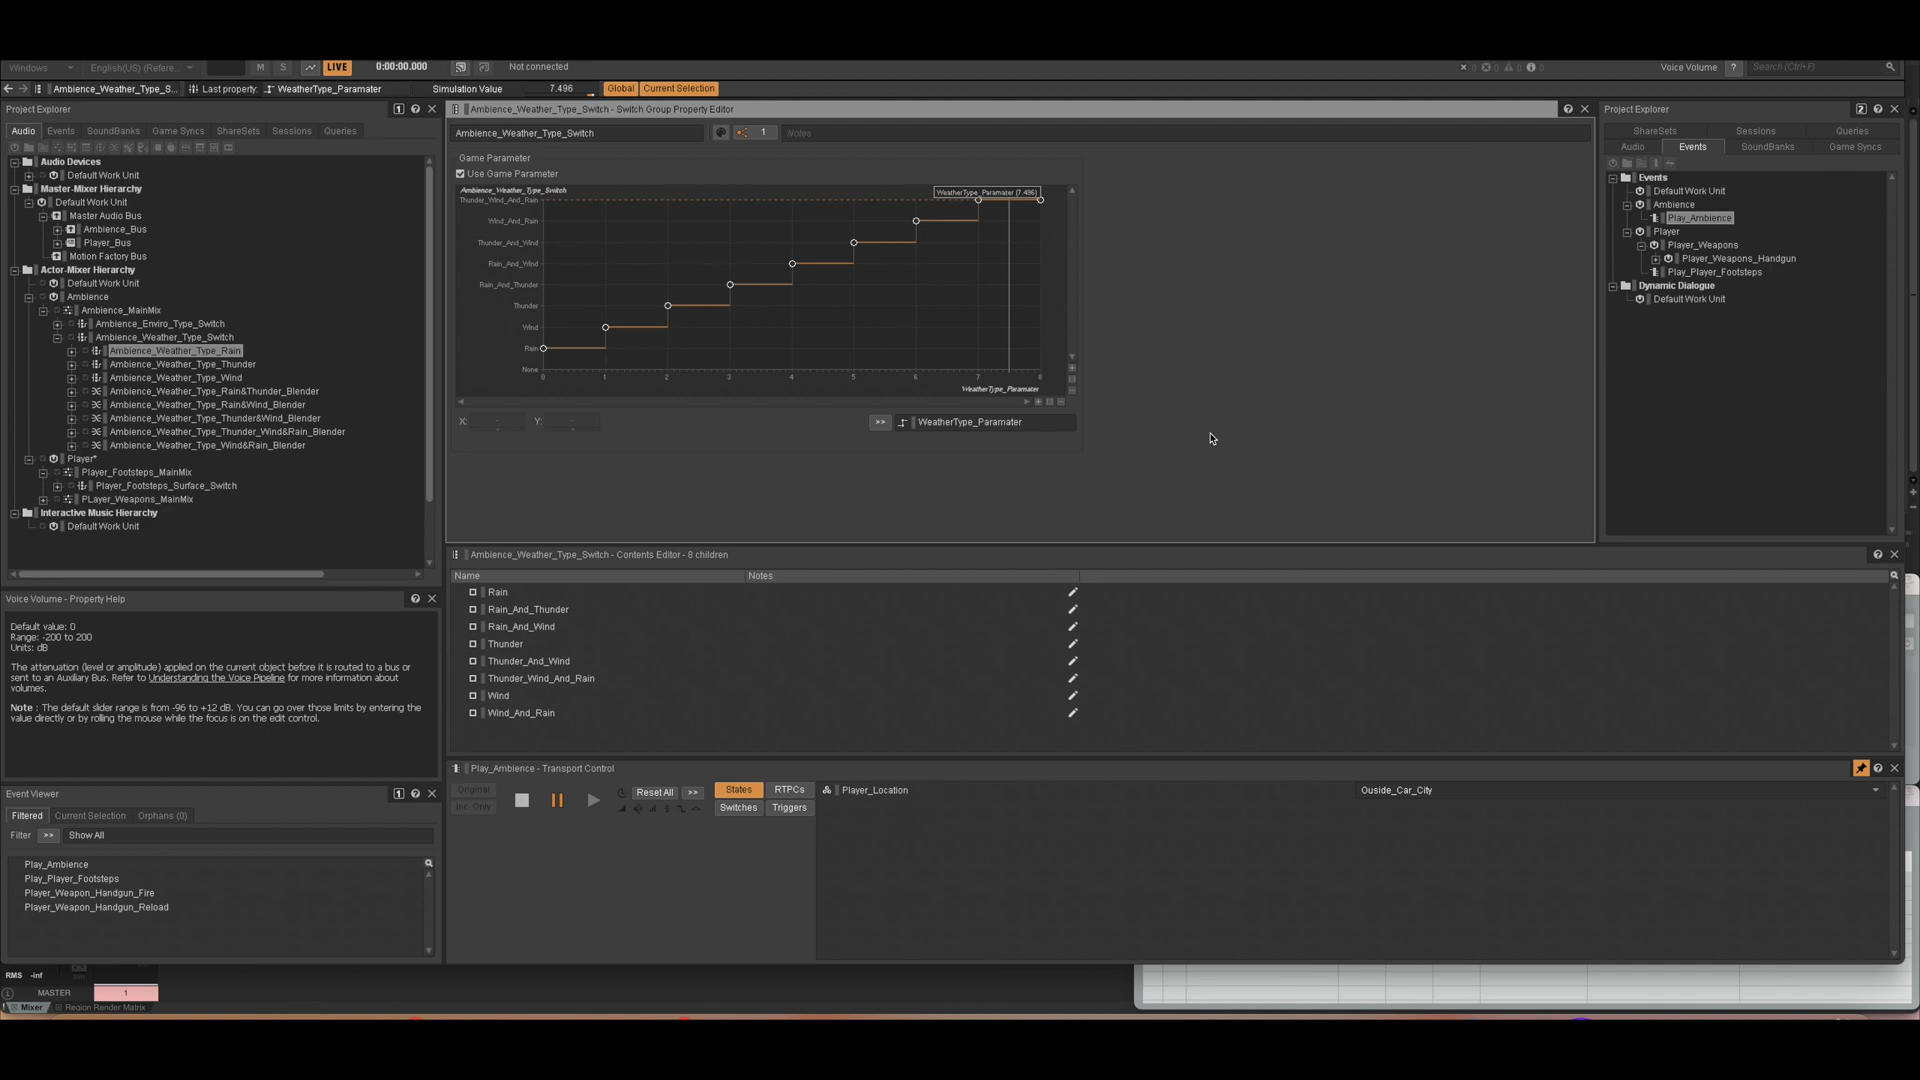 Windows English(US) (Refere... M S LIVE 0:00:00.000 Not connected Voice Volume ? Search (Ctrl+F)
Ambience_Weather_Type_S... Last property: WeatherType_Paramater Simulation Value 7.496 Global Current Selection
Project Explorer 1
Audio Events SoundBanks Game Syncs ShareSets Sessions Queries
Audio Devices
Default Work Unit
Master-Mixer Hierarchy
Default Work Unit
Master Audio Bus
Ambience_Bus
Player_Bus
Motion Factory Bus
Actor-Mixer Hierarchy
Default Work Unit
Ambience
Ambience_MainMix
Ambience_Enviro_Type_Switch
Ambience_Weather_Type_Switch
Ambience_Weather_Type_Rain
Ambience_Weather_Type_Thunder
Ambience_Weather_Type_Wind
Ambience_Weather_Type_Rain&Thunder_Blender
Ambience_Weather_Type_Rain&Wind_Blender
Ambience_Weather_Type_Thunder&Wind_Blender
Ambience_Weather_Type_Thunder_Wind&Rain_Blender
Ambience_Weather_Type_Wind&Rain_Blender
Player*
Player_Footsteps_MainMix
Player_Footsteps_Surface_Switch
PLayer_Weapons_MainMix
Interactive Music Hierarchy
Default Work Unit
Ambience_Weather_Type_Switch - Switch Group Property Editor
Ambience_Weather_Type_Switch 1 Notes
Game Parameter
Use Game Parameter
Ambience_Weather_Type_Switch
WeatherType_Paramater (7.496)
Thunder_Wind_And_Rain
Wind_And_Rain
Thunder_And_Wind
Rain_And_Wind
Rain_And_Thunder
Thunder
Wind
Rain
None
0 1 2 3 4 5 6 7 8
WeatherType_Paramater
X: - Y: - >> WeatherType_Paramater
Project Explorer 2
ShareSets Sessions Queries
Audio Events SoundBanks Game Syncs
Events
Default Work Unit
Ambience
Play_Ambience
Player
Player_Weapons
Player_Weapons_Handgun
Play_Player_Footsteps
Dynamic Dialogue
Default Work Unit
Ambience_Weather_Type_Switch - Contents Editor - 8 children
Name Notes
Rain
Rain_And_Thunder
Rain_And_Wind
Thunder
Thunder_And_Wind
Thunder_Wind_And_Rain
Wind
Wind_And_Rain
Voice Volume - Property Help
Default value: 0
Range: -200 to 200
Units: dB
The attenuation (level or amplitude) applied on the current object before it is routed to a bus or
sent to an Auxiliary Bus. Refer to Understanding the Voice Pipeline for more information about
volumes.
Note : The default slider range is from -96 to +12 dB. You can go over those limits by entering the
value directly or by rolling the mouse while the focus is on the edit control.
Play_Ambience - Transport Control
Original
Inc. Only
Reset All >>
States RTPCs
Switches Triggers
Player_Location Ouside_Car_City
Event Viewer 1
Filtered Current Selection Orphans (0)
Filter >> Show All
Play_Ambience
Play_Player_Footsteps
Player_Weapon_Handgun_Fire
Player_Weapon_Handgun_Reload
RMS -inf
MASTER 1
Mixer Region Render Matrix